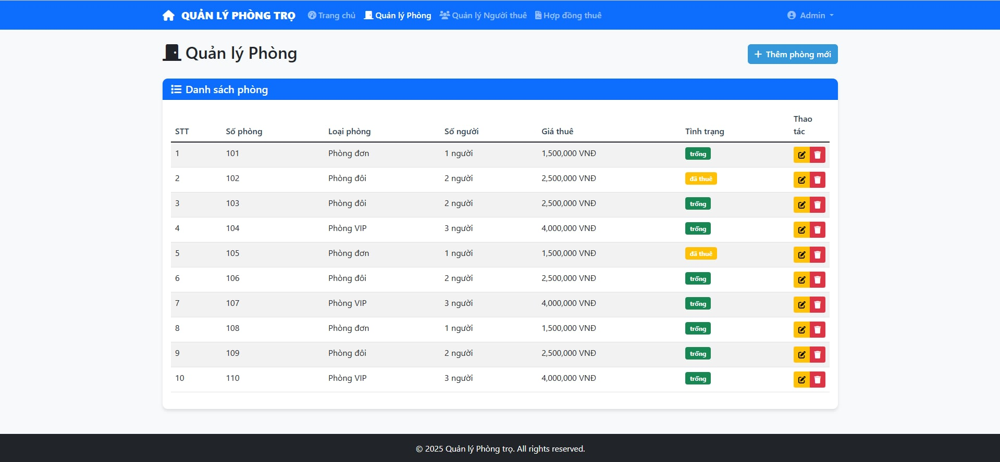 QUẢN LÝ PHÒNG TRỌ Trang chủ Quản lý Phòng Quản lý Người thuê Hợp đồng thuê Admin
Quản lý Phòng
Thêm phòng mới
Danh sách phòng
STT Số phòng Loại phòng Số người Giá thuê Tình trạng Thao tác
1 101 Phòng đơn 1 người 1,500,000 VNĐ trống
2 102 Phòng đôi 2 người 2,500,000 VNĐ đã thuê
3 103 Phòng đôi 2 người 2,500,000 VNĐ trống
4 104 Phòng VIP 3 người 4,000,000 VNĐ trống
5 105 Phòng đơn 1 người 1,500,000 VNĐ đã thuê
6 106 Phòng đôi 2 người 2,500,000 VNĐ trống
7 107 Phòng VIP 3 người 4,000,000 VNĐ trống
8 108 Phòng đơn 1 người 1,500,000 VNĐ trống
9 109 Phòng đôi 2 người 2,500,000 VNĐ trống
10 110 Phòng VIP 3 người 4,000,000 VNĐ trống
© 2025 Quản lý Phòng trọ. All rights reserved.